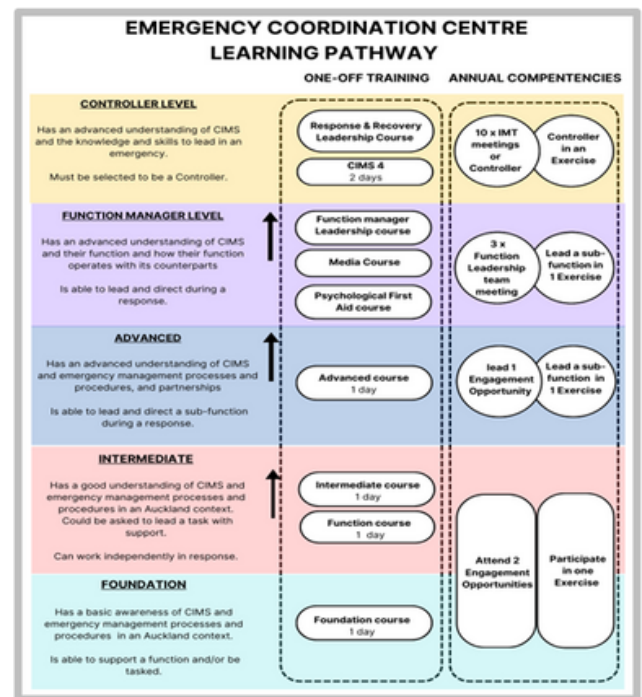 EMERGENCY COORDINATION CENTRE
LEARNING PATHWAY
ONE-OFF TRAINING
ANNUAL COMPENTENCIES
CONTROLLER LEVEL
Has an advanced understanding of CIMS
and the knowledge and skills to lead in an
emergency.
Must be selected to be a Controller.
Response & Recovery
Leadership Course
CIMS 4
2 days
10 x IMT
meetings
or
Controller
Controller
in an
Exercise
FUNCTION MANAGER LEVEL
Has an advanced understanding of CIMS
and their function and how their function
operates with its counterparts
Is able to lead and direct during a
response.
Function manager
Leadership course
Media Course
Psychological First
Aid course
3 x
Function
Leadership
team
meeting
Lead a sub-
function in
1 Exercise
ADVANCED
Has an advanced understanding of CIMS
and emergency management processes and
procedures, and partnerships
Is able to lead and direct a sub-function
during a response.
Advanced course
1 day
lead 1
Engagement
Opportunity
Lead a sub-
function in
1 Exercise
INTERMEDIATE
Has a good understanding of CIMS and
emergency management processes and
procedures in an Auckland context.
Could be asked to lead a task with
support.
Can work independently in response.
Intermediate course
1 day
Function course
1 day
FOUNDATION
Has a basic awareness of CIMS and
emergency management processes and
procedures in an Auckland context.
Is able to support a function and/or be
tasked.
Foundation course
1 day
Attend 2
Engagement
Opportunities
Participate
in one
Exercise